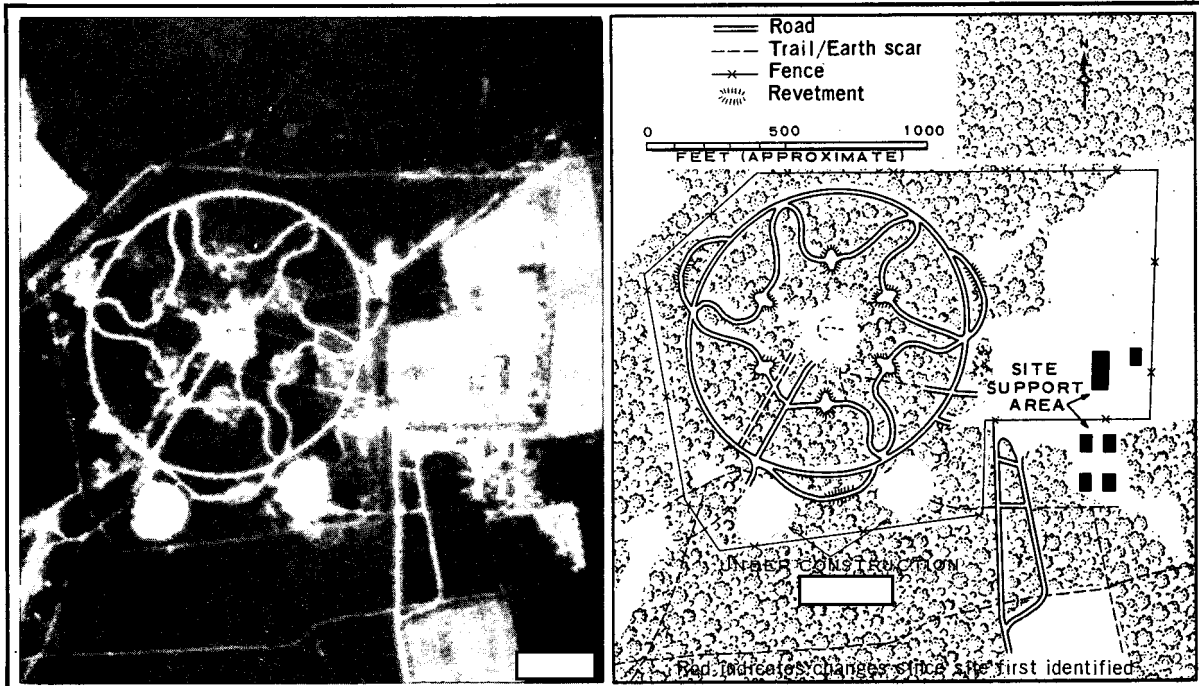 Road
Trail/Earth scar
Fence
Revetment
N
0 500 1000
FEET (APPROXIMATE)
SITE
SUPPORT
AREA
UNDER CONSTRUCTION
Red indicates changes since site first identified